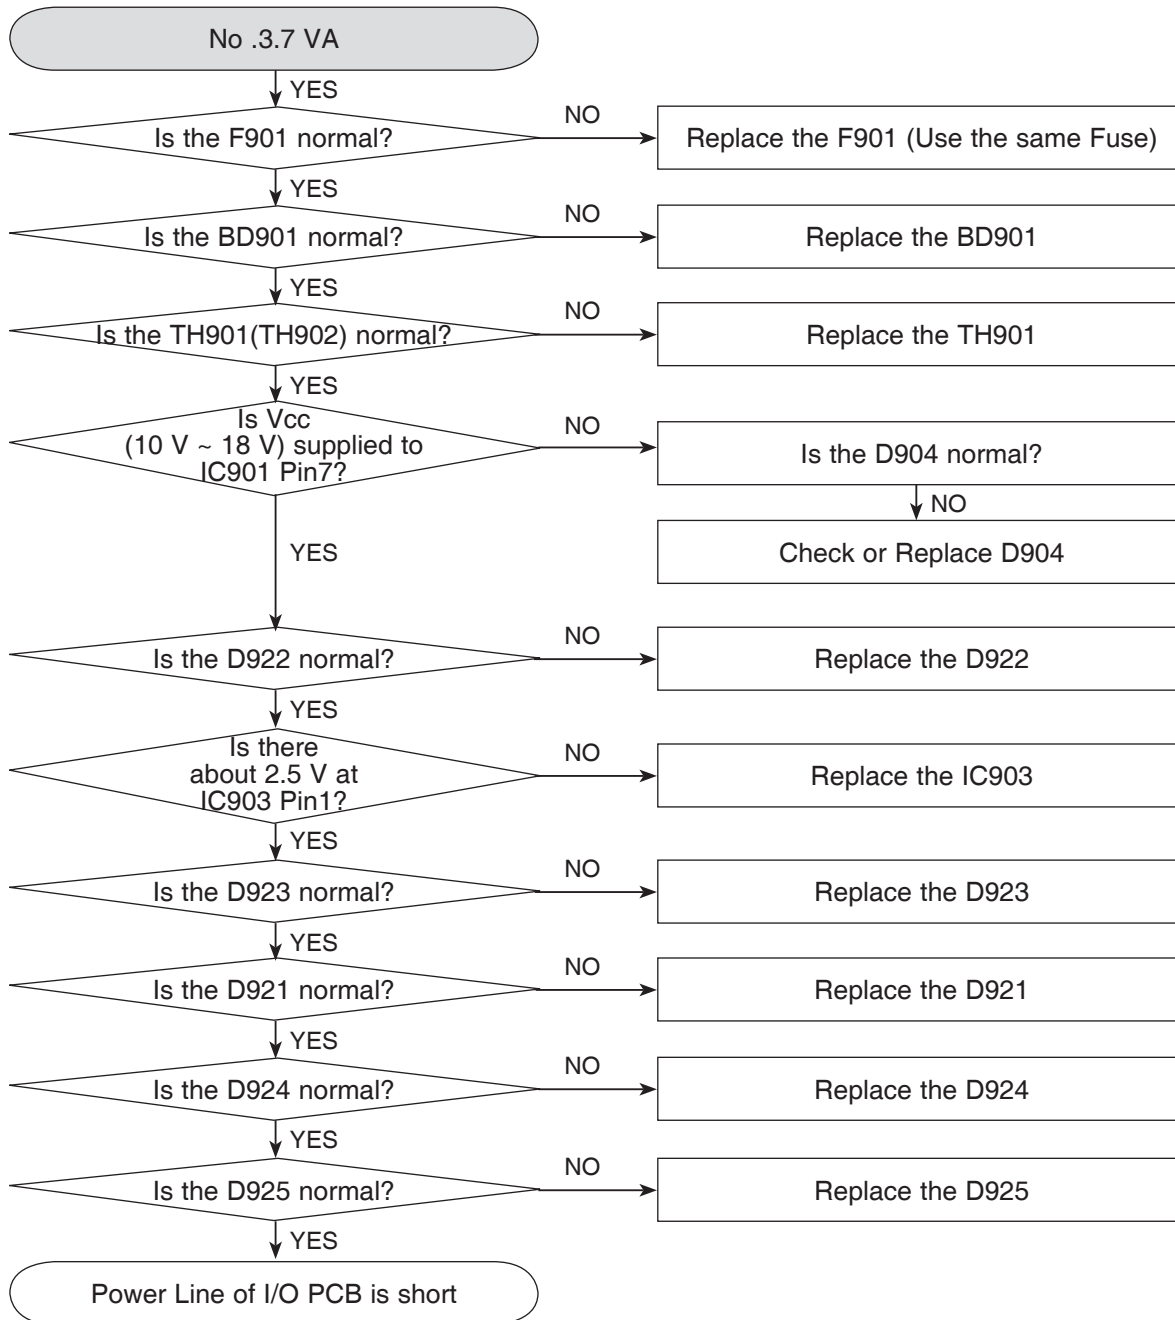 No .3.7 VA
YES
Is the F901 normal?
NO
Replace the F901 (Use the same Fuse)
YES
Is the BD901 normal?
NO
Replace the BD901
YES
Is the TH901(TH902) normal?
NO
Replace the TH901
YES
Is Vcc
(10 V ~ 18 V) supplied to
IC901 Pin7?
NO
Is the D904 normal?
NO
Check or Replace D904
YES
Is the D922 normal?
NO
Replace the D922
YES
Is there
about 2.5 V at
IC903 Pin1?
NO
Replace the IC903
YES
Is the D923 normal?
NO
Replace the D923
YES
Is the D921 normal?
NO
Replace the D921
YES
Is the D924 normal?
NO
Replace the D924
YES
Is the D925 normal?
NO
Replace the D925
YES
Power Line of I/O PCB is short